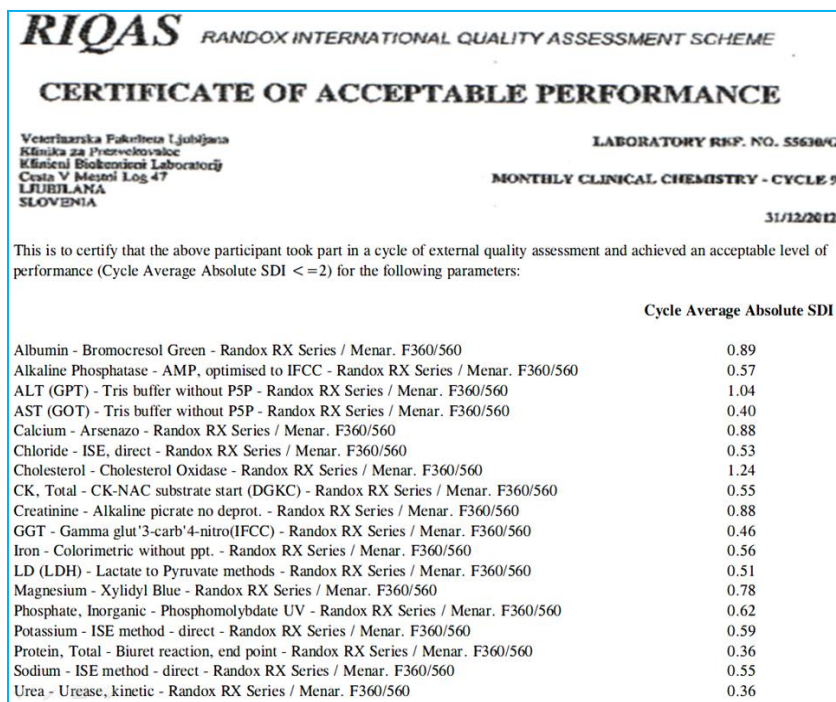 RIQAS RANDOX INTERNATIONAL QUALITY ASSESSMENT SCHEME
CERTIFICATE OF ACCEPTABLE PERFORMANCE
Veterinarska Fakulteta Ljubljana
Klinika za Prezvekovalce
Klinicni Biokemicni Laboratorij
Cesta V Mestni Log 47
LJUBLJANA
SLOVENIA
LABORATORY REF. NO. 55630/
MONTHLY CLINICAL CHEMISTRY - CYCLE 9
31/12/2012
This is to certify that the above participant took part in a cycle of external quality assessment and achieved an acceptable level of
performance (Cycle Average Absolute SDI <=2) for the following parameters:
Cycle Average Absolute SDI
Albumin - Bromocresol Green - Randox RX Series / Menar. F360/560 0.89
Alkaline Phosphatase - AMP, optimised to IFCC - Randox RX Series / Menar. F360/560 0.57
ALT (GPT) - Tris buffer without P5P - Randox RX Series / Menar. F360/560 1.04
AST (GOT) - Tris buffer without P5P - Randox RX Series / Menar. F360/560 0.40
Calcium - Arsenazo - Randox RX Series / Menar. F360/560 0.88
Chloride - ISE, direct - Randox RX Series / Menar. F360/560 0.53
Cholesterol - Cholesterol Oxidase - Randox RX Series / Menar. F360/560 1.24
CK, Total - CK-NAC substrate start (DGKC) - Randox RX Series / Menar. F360/560 0.55
Creatinine - Alkaline picrate no deprot. - Randox RX Series / Menar. F360/560 0.88
GGT - Gamma glut'3-carb'4-nitro(IFCC) - Randox RX Series / Menar. F360/560 0.46
Iron - Colorimetric without ppt. - Randox RX Series / Menar. F360/560 0.56
LD (LDH) - Lactate to Pyruvate methods - Randox RX Series / Menar. F360/560 0.51
Magnesium - Xylidyl Blue - Randox RX Series / Menar. F360/560 0.78
Phosphate, Inorganic - Phosphomolybdate UV - Randox RX Series / Menar. F360/560 0.62
Potassium - ISE method - direct - Randox RX Series / Menar. F360/560 0.59
Protein, Total - Biuret reaction, end point - Randox RX Series / Menar. F360/560 0.36
Sodium - ISE method - direct - Randox RX Series / Menar. F360/560 0.55
Urea - Urease, kinetic - Randox RX Series / Menar. F360/560 0.36